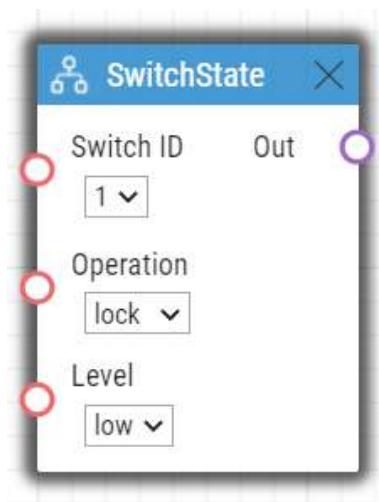 SwitchState
Switch ID Out
1
Operation
lock
Level
low